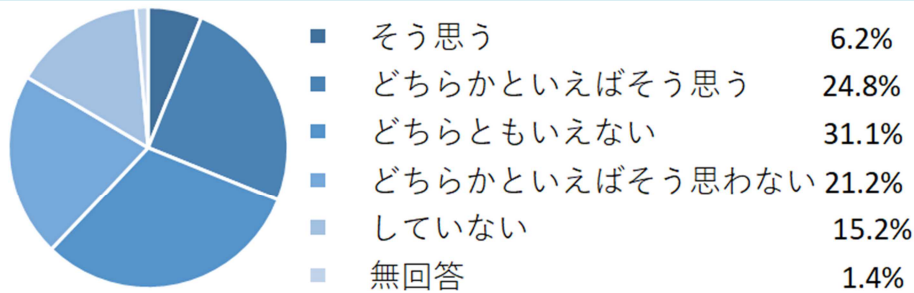 そう思う 6.2%
どちらかといえばそう思う 24.8%
どちらともいえない 31.1%
どちらかといえばそう思わない 21.2%
していない 15.2%
無回答 1.4%